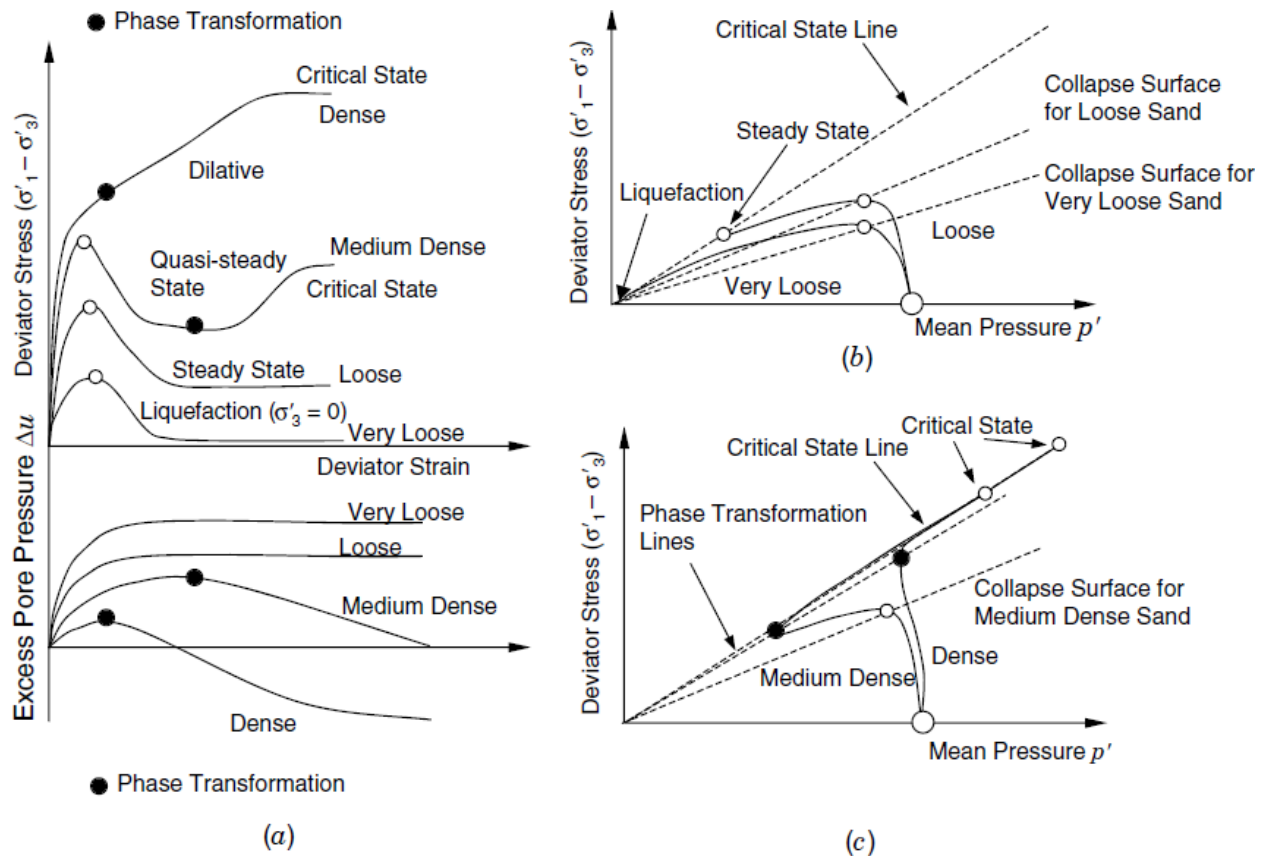 Phase Transformation
Deviator Stress (σ′1 − σ′3)
Critical State
Dense
Dilative
Quasi-steady
State
Medium Dense
Critical State
Steady State
Loose
Liquefaction (σ′3 = 0)
Very Loose
Deviator Strain
Excess Pore Pressure Δu
Very Loose
Loose
Medium Dense
Dense
Phase Transformation
(a)
Deviator Stress (σ′1 − σ′3)
Critical State Line
Steady State
Liquefaction
Collapse Surface
for Loose Sand
Collapse Surface for
Very Loose Sand
Loose
Very Loose
Mean Pressure p′
(b)
Deviator Stress (σ′1 − σ′3)
Critical State
Critical State Line
Phase Transformation
Lines
Collapse Surface for
Medium Dense Sand
Dense
Medium Dense
Mean Pressure p′
(c)